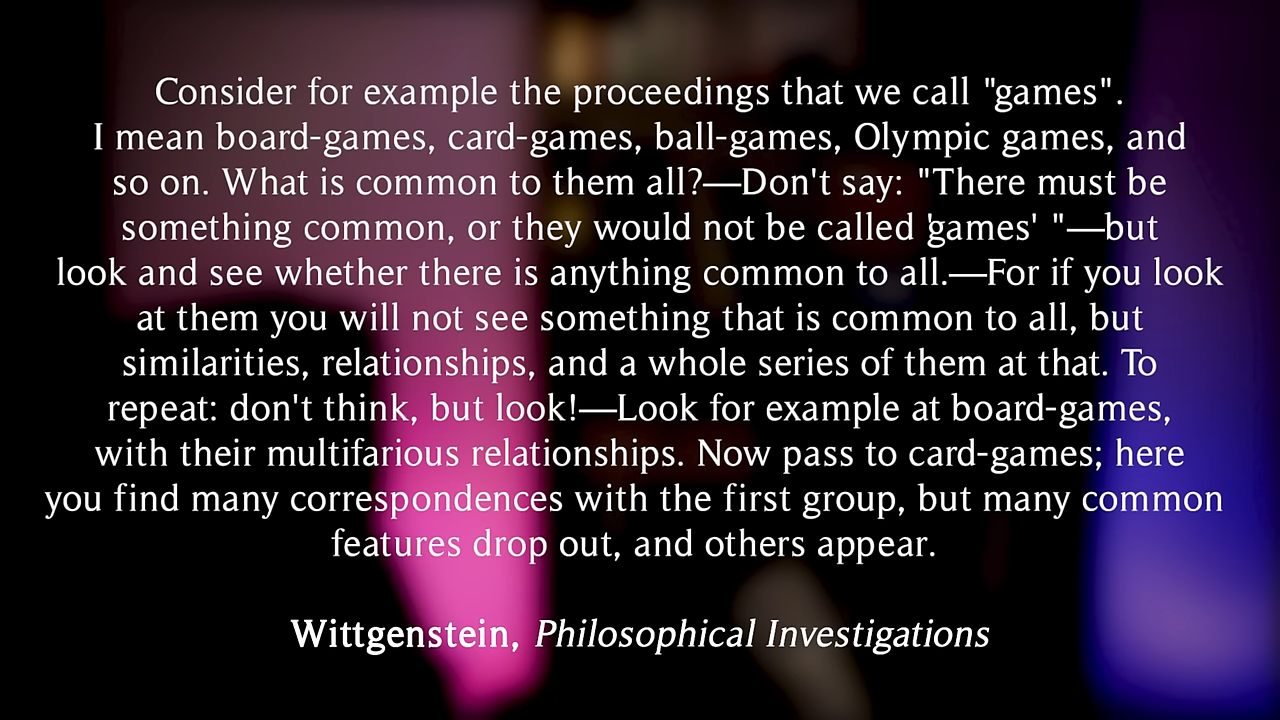 Consider for example the proceedings that we call "games".
I mean board-games, card-games, ball-games, Olympic games, and
so on. What is common to them all?—Don't say: "There must be
something common, or they would not be called 'games' "—but
look and see whether there is anything common to all.—For if you look
at them you will not see something that is common to all, but
similarities, relationships, and a whole series of them at that. To
repeat: don't think, but look!—Look for example at board-games,
with their multifarious relationships. Now pass to card-games; here
you find many correspondences with the first group, but many common
features drop out, and others appear.
Wittgenstein, Philosophical Investigations